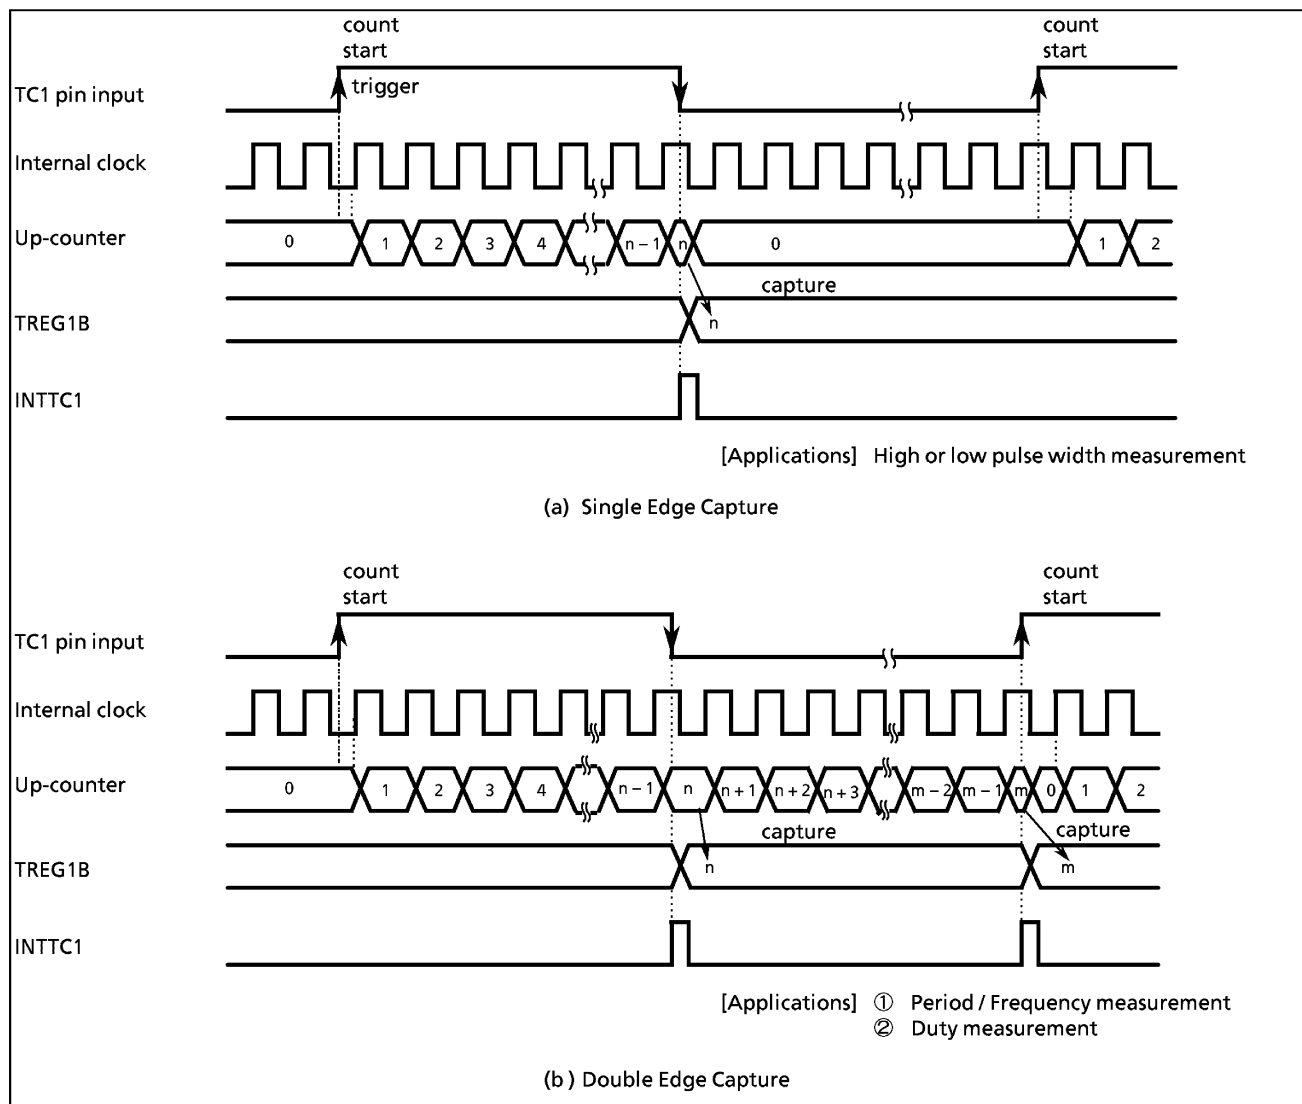 count
start
count
start
TC1 pin input
trigger
Internal clock
Up-counter
0 1 2 3 4 n – 1 n 0 1 2
capture
TREG1B
n
INTTC1
[Applications] High or low pulse width measurement
(a) Single Edge Capture
count
start
count
start
TC1 pin input
Internal clock
Up-counter
0 1 2 3 4 n – 1 n n + 1 n + 2 n + 3 m – 2 m – 1 m 0 1 2
capture
capture
TREG1B
n
m
INTTC1
[Applications] ① Period / Frequency measurement
② Duty measurement
(b ) Double Edge Capture